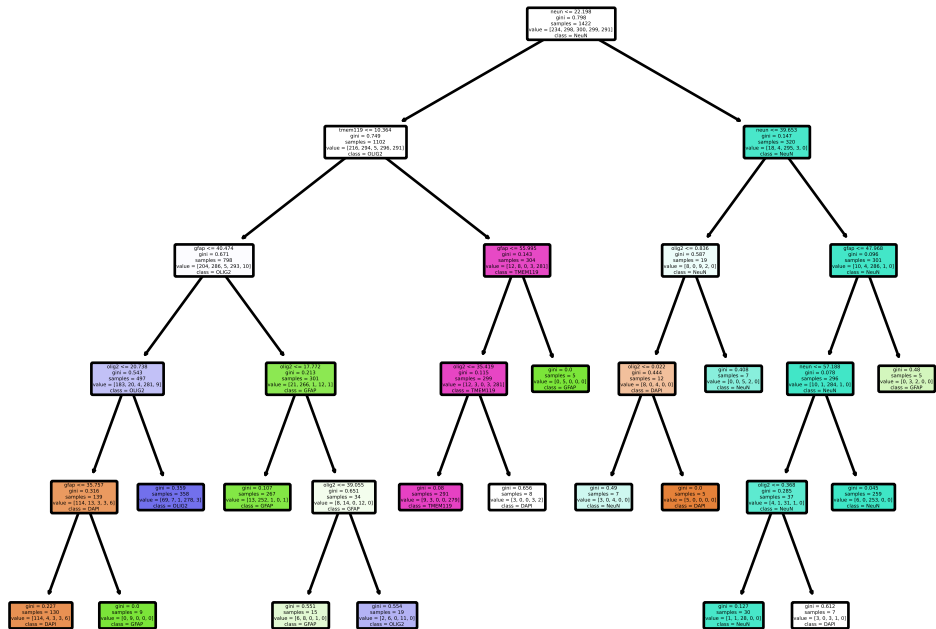 neun <= 22.198
gini = 0.798
samples = 1422
value = [234, 298, 300, 299, 291]
class = NeuN
tmem119 <= 10.364
gini = 0.749
samples = 1102
value = [216, 294, 5, 296, 291]
class = OLIG2
neun <= 39.653
gini = 0.147
samples = 320
value = [18, 4, 295, 3, 0]
class = NeuN
gfap <= 40.474
gini = 0.671
samples = 798
value = [204, 286, 5, 293, 10]
class = OLIG2
gfap <= 55.995
gini = 0.143
samples = 304
value = [12, 8, 0, 3, 281]
class = TMEM119
olig2 <= 0.836
gini = 0.587
samples = 19
value = [8, 0, 9, 2, 0]
class = NeuN
gfap <= 47.968
gini = 0.096
samples = 301
value = [10, 4, 286, 1, 0]
class = NeuN
olig2 <= 20.738
gini = 0.543
samples = 497
value = [183, 20, 4, 281, 9]
class = OLIG2
olig2 <= 17.772
gini = 0.213
samples = 301
value = [21, 266, 1, 12, 1]
class = GFAP
olig2 <= 35.419
gini = 0.115
samples = 299
value = [12, 3, 0, 3, 281]
class = TMEM119
gini = 0.0
samples = 5
value = [0, 5, 0, 0, 0]
class = GFAP
olig2 <= 0.022
gini = 0.444
samples = 12
value = [8, 0, 4, 0, 0]
class = DAPI
gini = 0.408
samples = 7
value = [0, 0, 5, 2, 0]
class = NeuN
neun <= 57.188
gini = 0.078
samples = 296
value = [10, 1, 284, 1, 0]
class = NeuN
gini = 0.48
samples = 5
value = [0, 3, 2, 0, 0]
class = GFAP
gfap <= 35.757
gini = 0.316
samples = 139
value = [114, 13, 3, 3, 6]
class = DAPI
gini = 0.359
samples = 358
value = [69, 7, 1, 278, 3]
class = OLIG2
gini = 0.107
samples = 267
value = [13, 252, 1, 0, 1]
class = GFAP
olig2 <= 39.055
gini = 0.651
samples = 34
value = [8, 14, 0, 12, 0]
class = GFAP
gini = 0.08
samples = 291
value = [9, 3, 0, 0, 279]
class = TMEM119
gini = 0.656
samples = 8
value = [3, 0, 0, 3, 2]
class = DAPI
gini = 0.49
samples = 7
value = [3, 0, 4, 0, 0]
class = NeuN
gini = 0.0
samples = 5
value = [5, 0, 0, 0, 0]
class = DAPI
olig2 <= 0.368
gini = 0.285
samples = 37
value = [4, 1, 31, 1, 0]
class = NeuN
gini = 0.045
samples = 259
value = [6, 0, 253, 0, 0]
class = NeuN
gini = 0.227
samples = 130
value = [114, 4, 3, 3, 6]
class = DAPI
gini = 0.0
samples = 9
value = [0, 9, 0, 0, 0]
class = GFAP
gini = 0.551
samples = 15
value = [6, 8, 0, 1, 0]
class = GFAP
gini = 0.554
samples = 19
value = [2, 6, 0, 11, 0]
class = OLIG2
gini = 0.127
samples = 30
value = [1, 1, 28, 0, 0]
class = NeuN
gini = 0.612
samples = 7
value = [3, 0, 3, 1, 0]
class = DAPI